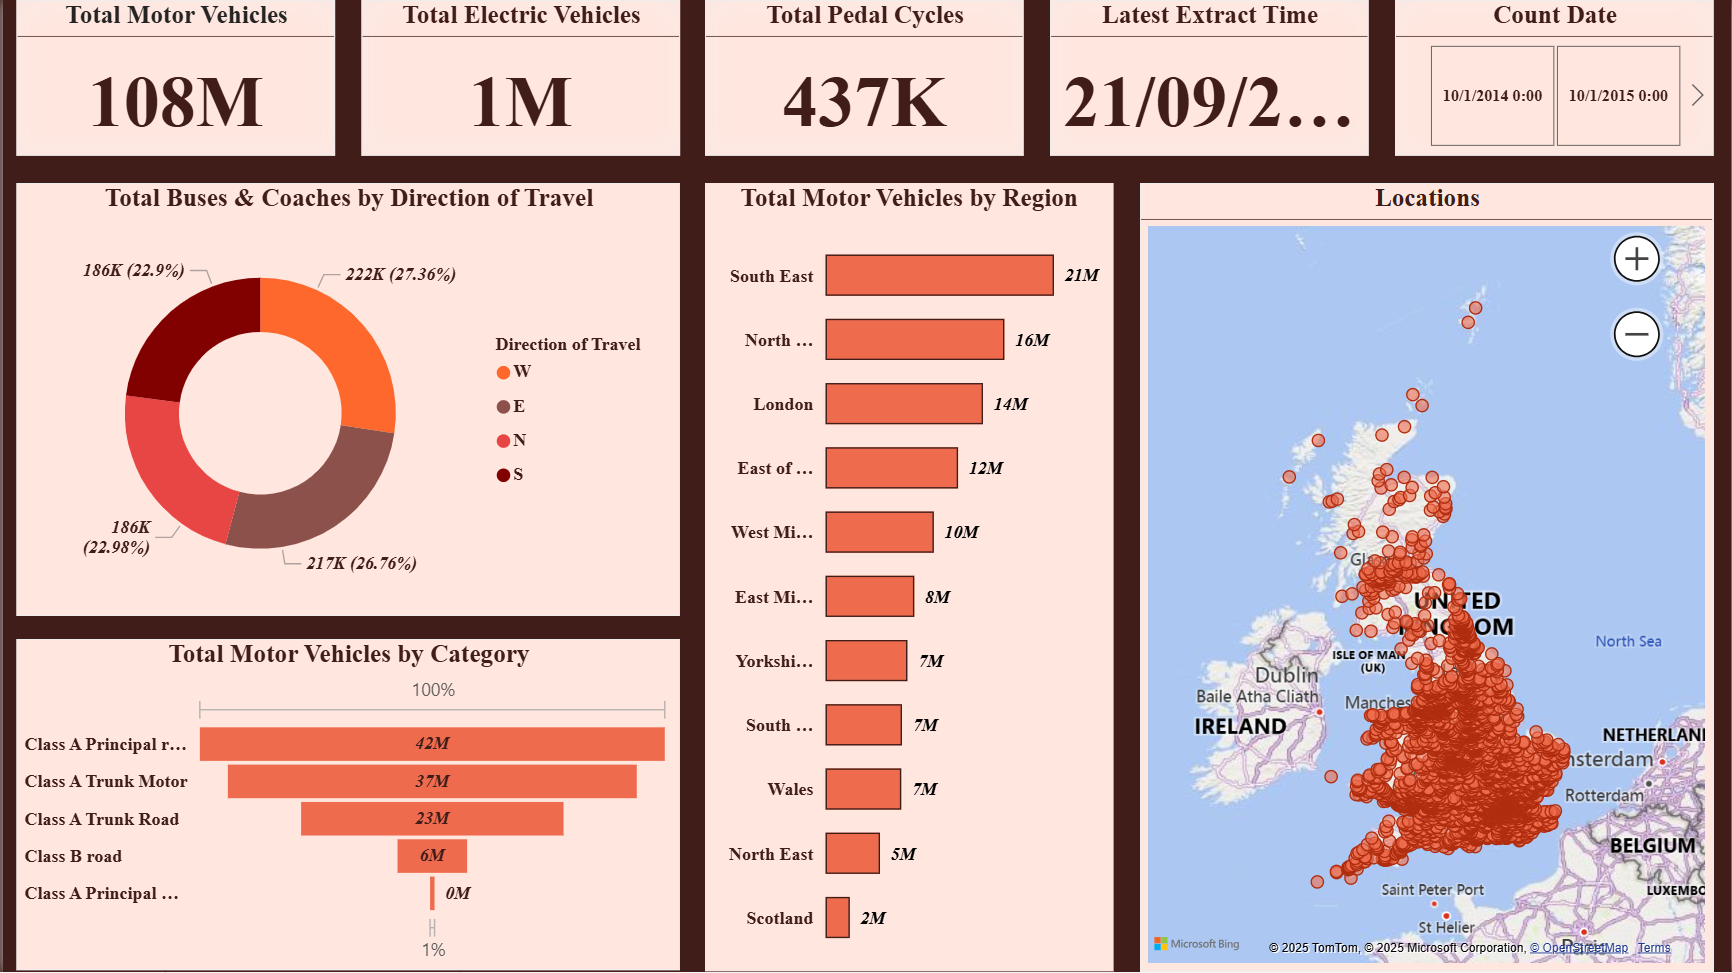 Total Motor Vehicles
108M
Total Electric Vehicles
1M
Total Pedal Cycles
437K
Latest Extract Time
21/09/2...
Count Date
10/1/2014 0:00
10/1/2015 0:00
Total Buses & Coaches by Direction of Travel
186K (22.9%)
222K (27.36%)
186K
(22.98%)
217K (26.76%)
Direction of Travel
W
E
N
S
Total Motor Vehicles by Category
100%
Class A Principal r...
42M
Class A Trunk Motor
37M
Class A Trunk Road
23M
Class B road
6M
Class A Principal ...
0M
1%
Total Motor Vehicles by Region
South East
21M
North ...
16M
London
14M
East of ...
12M
West Mi...
10M
East Mi...
8M
Yorkshi...
7M
South ...
7M
Wales
7M
North East
5M
Scotland
2M
Locations
UNITED
KINGDOM
North Sea
ISLE OF MAN
(UK)
Dublin
Baile Atha Cliath
Manches
IRELAND
NETHERLAN
sterdam
Rotterdam
BELGIUM
LUXEMBO
Saint Peter Port
St Helier
Microsoft Bing
© 2025 TomTom, © 2025 Microsoft Corporation, © OpenStreetMap Terms